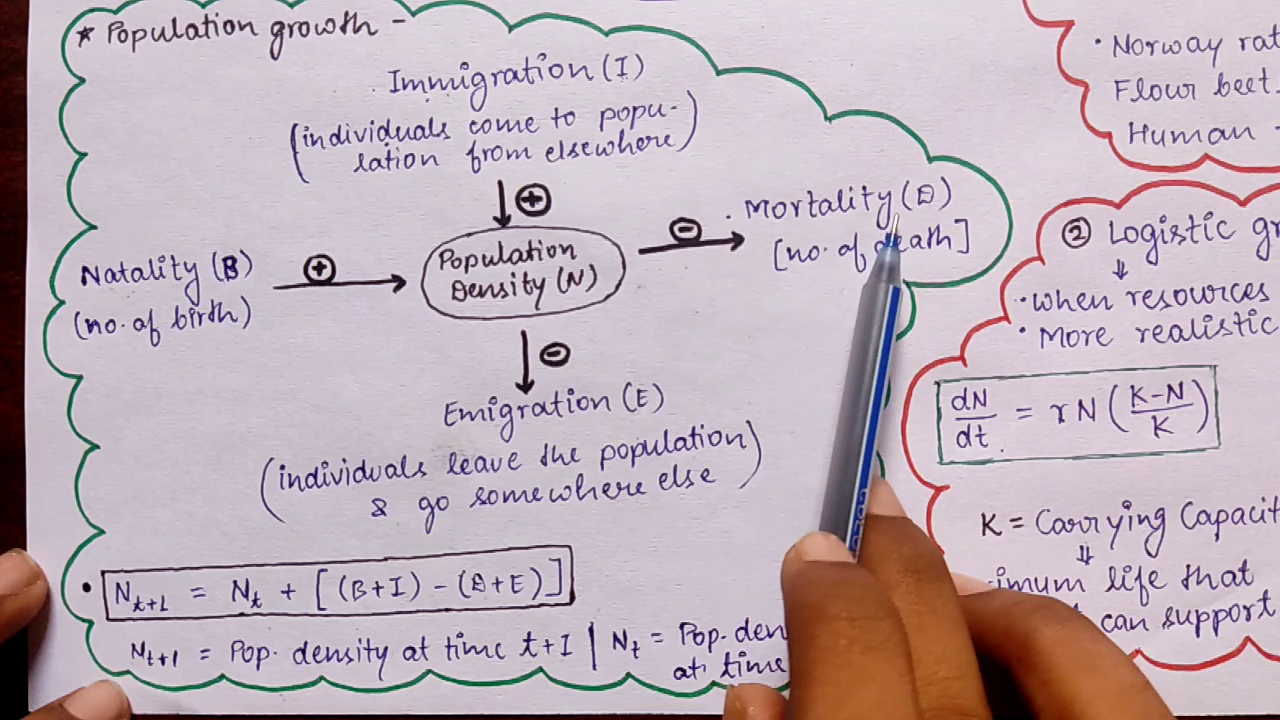 * Population growth -
Immigration (I)
(individuals come to popu-
lation from elsewhere)
+
Natality (B)
(no. of birth)
+
Population
Density (N)
-
Mortality (D)
[no. of death]
-
Emigration (E)
(individuals leave the population
& go somewhere else)
• Nt+1 = Nt + [(B+I) - (D+E)]
Nt+1 = Pop. density at time t+I | Nt = Pop. den
at time
• Norway rat
Flour beet
Human
② Logistic gr
↓
• when resources
• More realistic
dN/dt = rN (K-N/K)
K = Carrying Capacit
⇓
imum life that
can support